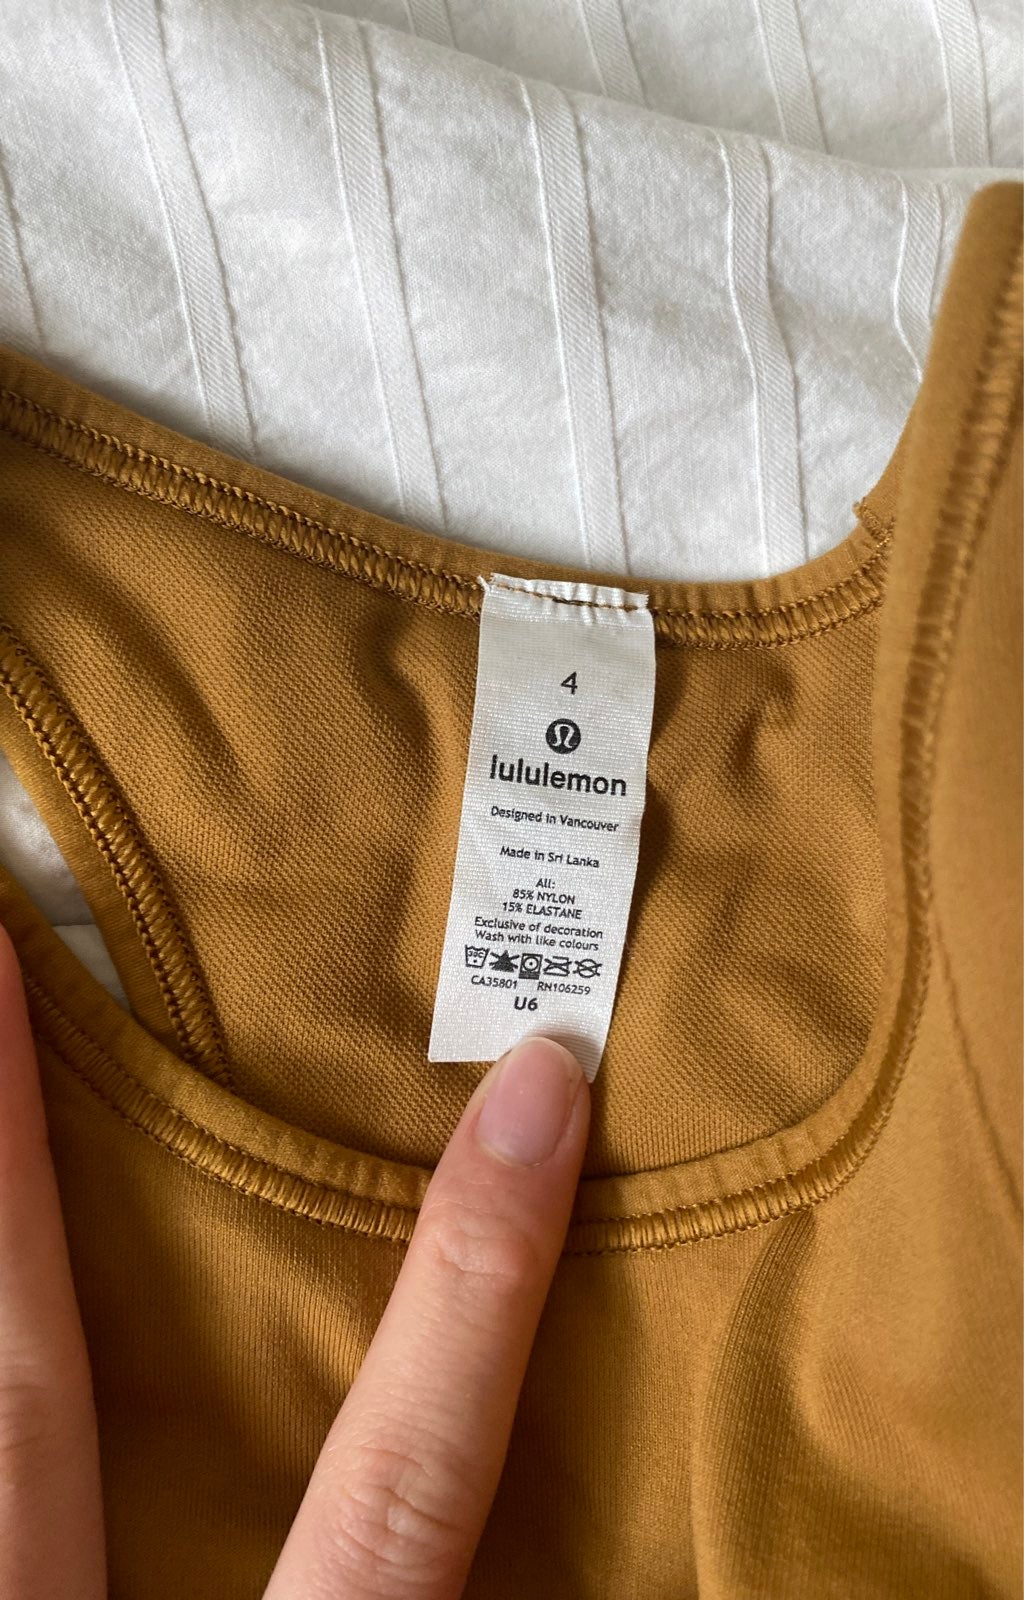 4
lululemon
Designed in Vancouver
Made in Sri Lanka
All:
85% NYLON
15% ELASTANE
Exclusive of decoration
Wash with like colours
CA35801 RN106259
U6